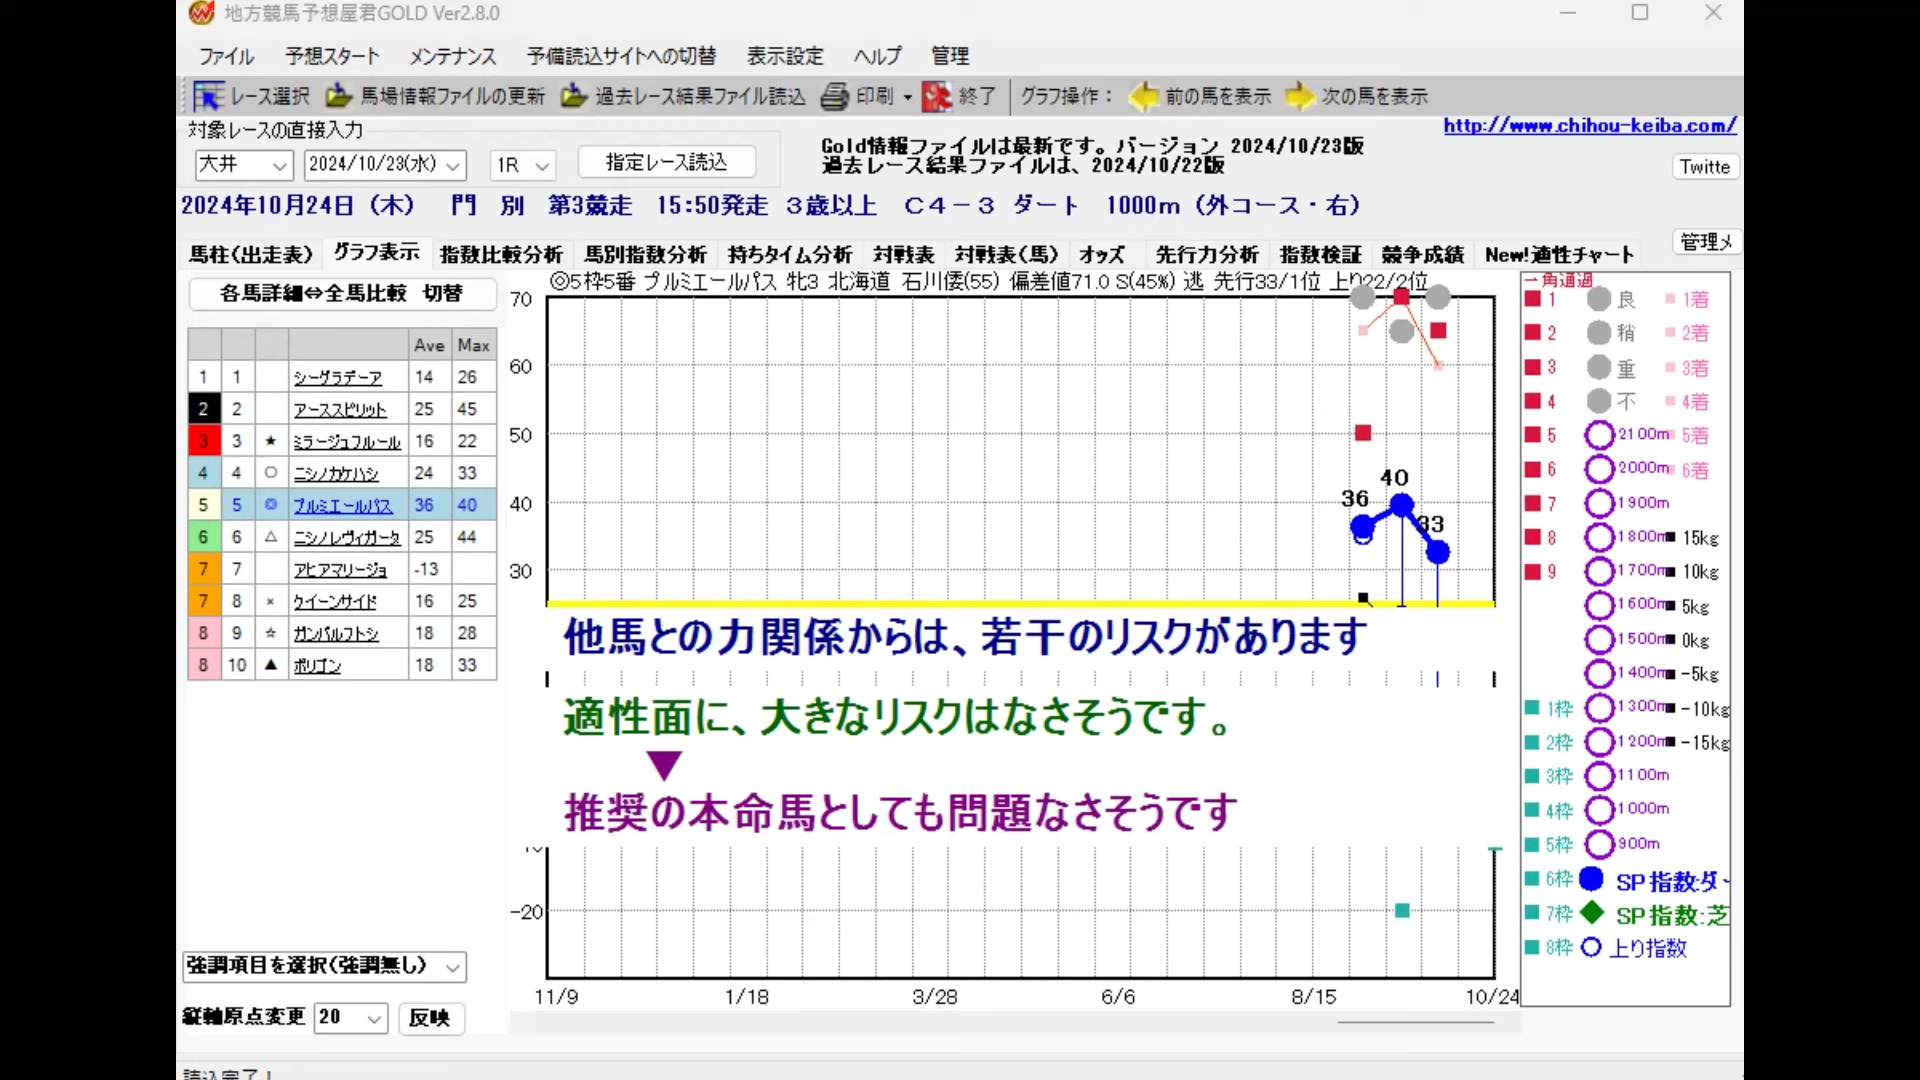 地方競馬予想屋君GOLD Ver2.8.0
ファイル 予想スタート メンテナンス 予備読込サイトへの切替 表示設定 ヘルプ 管理
レース選択 馬場情報ファイルの更新 過去レース結果ファイル読込 印刷 終了 グラフ操作： 前の馬を表示 次の馬を表示
対象レースの直接入力
http://www.chihou-keiba.com/
大井 2024/10/23(水) 1R 指定レース読込
Gold情報ファイルは最新です。バージョン 2024/10/23版
過去レース結果ファイルは、2024/10/22版
Twitte
2024年10月24日（木） 門 別 第3競走 15:50発走 3歳以上 C4－3 ダート 1000m（外コース・右）
管理メ
馬柱(出走表) グラフ表示 指数比較分析 馬別指数分析 持ちタイム分析 対戦表 対戦表(馬) オッズ 先行力分析 指数検証 競争成績 New!適性チャート
各馬詳細⇔全馬比較 切替
◎5枠5番 プルミエールパス 牝3 北海道 石川倭(55) 偏差値71.0 S(45%) 逃 先行33/1位 上り22/2位
Ave Max
1 1 シーグラデーア 14 26
2 2 アーススピリット 25 45
3 3 ★ ミラージュフルール 16 22
4 4 ○ ニシノカケハシ 24 33
5 5 ◎ プルミエールパス 36 40
6 6 △ ニシノレヴィガータ 25 44
7 7 アヒアマリージョ -13
7 8 × クイーンサイド 16 25
8 9 ☆ ガンバルフトシ 18 28
8 10 ▲ ポリゴン 18 33
70
60
50
40
30
-20
36 40 33
他馬との力関係からは、若干のリスクがあります
適性面に、大きなリスクはなさそうです。
▼
推奨の本命馬としても問題なさそうです
11/9 1/18 3/28 6/6 8/15 10/24
一角通過
1 良 1着
2 稍 2着
3 重 3着
4 不 4着
5 2100m 5着
6 2000m 6着
7 1900m
8 1800m 15kg
9 1700m 10kg
1600m 5kg
1500m 0kg
1400m -5kg
1枠 1300m -10kg
2枠 1200m -15kg
3枠 1100m
4枠 1000m
5枠 900m
6枠 SP指数:ダ
7枠 SP指数:芝
8枠 上り指数
強調項目を選択(強調無し)
縦軸原点変更 20 反映
読込完了！